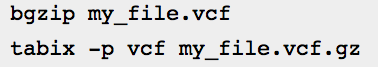 bgzip my_file.vcf
tabix -p vcf my_file.vcf.gz